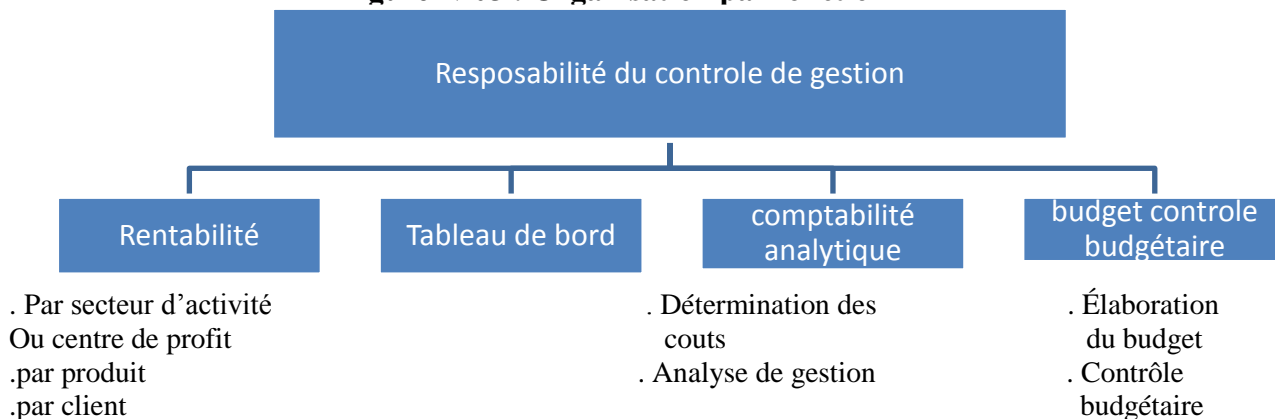 Resposabilité du controle de gestion
Rentabilité
Tableau de bord
comptabilité
analytique
budget controle
budgétaire
. Par secteur d’activité
Ou centre de profit
.par produit
.par client
. Détermination des
couts
. Analyse de gestion
. Élaboration
du budget
. Contrôle
budgétaire